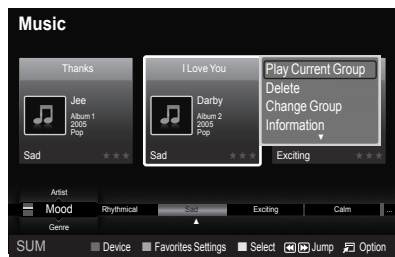 Music
Thanks
Jee
Album 1
2005
Pop
Sad
I Love You
Darby
Album 2
2005
Pop
Sad
Play Current Group
Delete
Change Group
Information
Exciting
Artist
Mood
Genre
Rhythmical
Sad
Exciting
Calm
...
SUM
Device
Favorites Settings
Select
Jump
Option